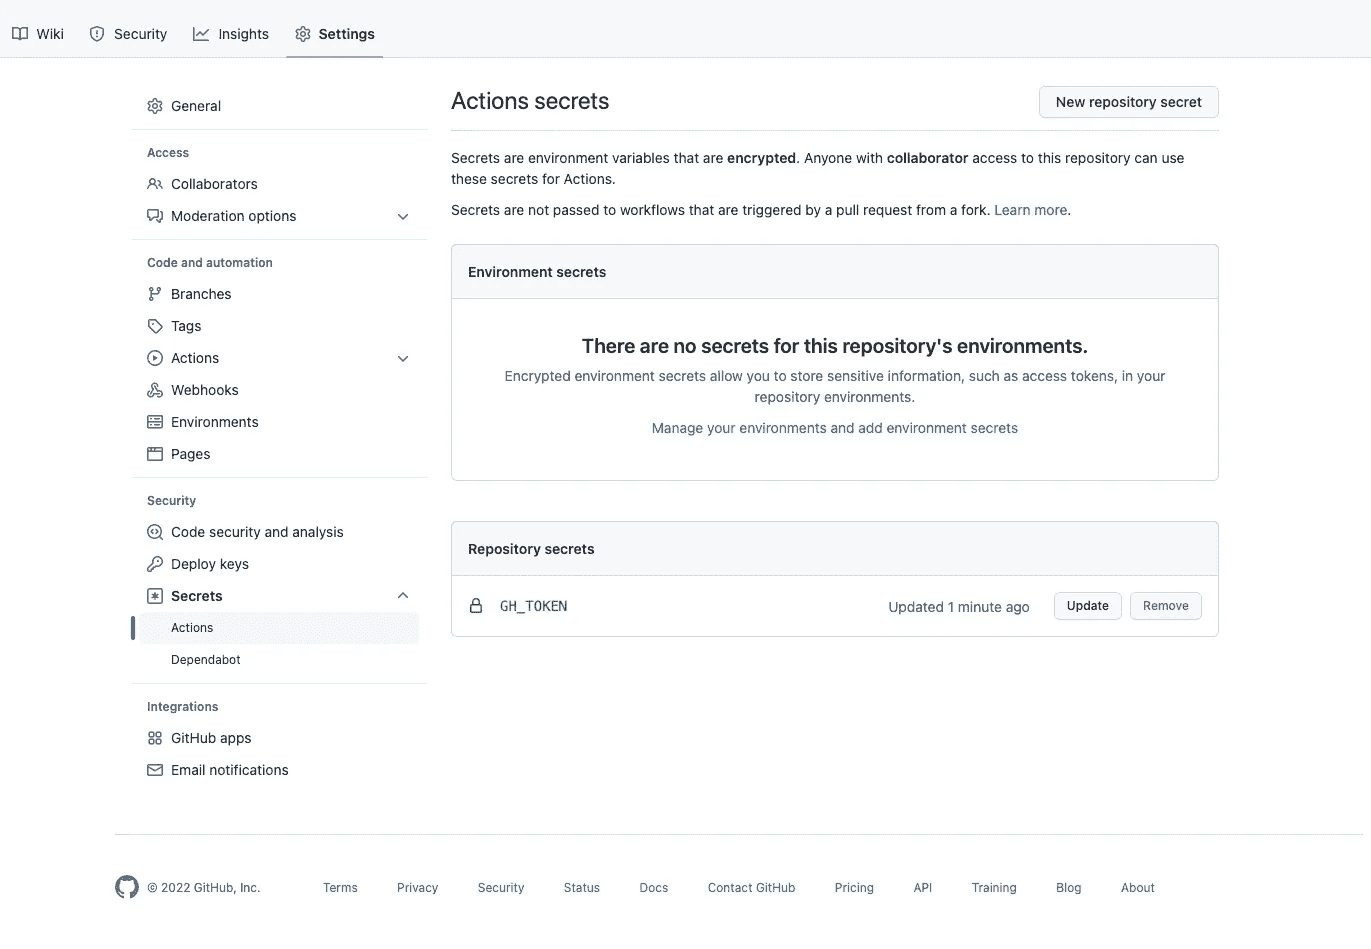 Wiki Security Insights Settings
General
Access
Collaborators
Moderation options
Code and automation
Branches
Tags
Actions
Webhooks
Environments
Pages
Security
Code security and analysis
Deploy keys
Secrets
Actions
Dependabot
Integrations
GitHub apps
Email notifications
Actions secrets
New repository secret
Secrets are environment variables that are encrypted. Anyone with collaborator access to this repository can use
these secrets for Actions.
Secrets are not passed to workflows that are triggered by a pull request from a fork. Learn more.
Environment secrets
There are no secrets for this repository's environments.
Encrypted environment secrets allow you to store sensitive information, such as access tokens, in your
repository environments.
Manage your environments and add environment secrets
Repository secrets
GH_TOKEN Updated 1 minute ago Update Remove
© 2022 GitHub, Inc. Terms Privacy Security Status Docs Contact GitHub Pricing API Training Blog About